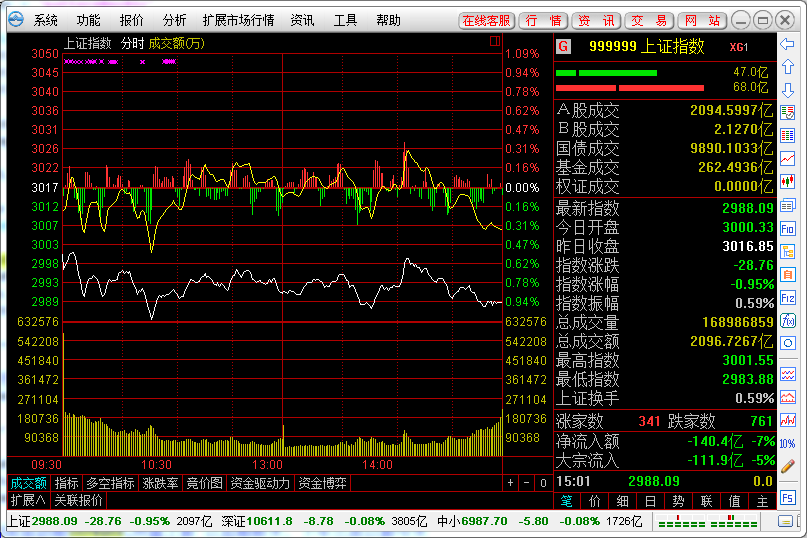 系统 功能 报价 分析 扩展市场行情 资讯 工具 帮助 在线客服 行 情 资 讯 交 易 网 站
上证指数 分时 成交额(万)
3050 1.09%
3045 0.94%
3040 0.78%
3036 0.62%
3031 0.47%
3026 0.31%
3022 0.16%
3017 0.00%
3012 0.16%
3007 0.31%
3003 0.47%
2998 0.62%
2993 0.78%
2989 0.94%
632576 632576
542208 542208
451840 451840
361472 361472
271104 271104
180736 180736
90368 90368
09:30 10:30 13:00 14:00
成交额 指标 多空指标 涨跌率 竞价图 资金驱动力 资金博弈 + - 0
扩展∧ 关联报价
G 999999 上证指数 XG1
47.0亿
68.0亿
A股成交 2094.5997亿
B股成交 2.1270亿
国债成交 9890.1033亿
基金成交 262.4936亿
权证成交 0.0000亿
最新指数 2988.09
今日开盘 3000.33
昨日收盘 3016.85
指数涨跌 -28.76
指数涨幅 -0.95%
指数振幅 0.59%
总成交量 168986859
总成交额 2096.7267亿
最高指数 3001.55
最低指数 2983.88
上证换手 0.59%
涨家数 341 跌家数 761
净流入额 -140.4亿 -7%
大宗流入 -111.9亿 -5%
15:01 2988.09 0.0
笔 价 细 日 势 联 值 主
F10
自
F12
f(x)
10%
F5
上证2988.09 -28.76 -0.95% 2097亿 深证10611.8 -8.78 -0.08% 3805亿 中小6987.70 -5.80 -0.08% 1726亿